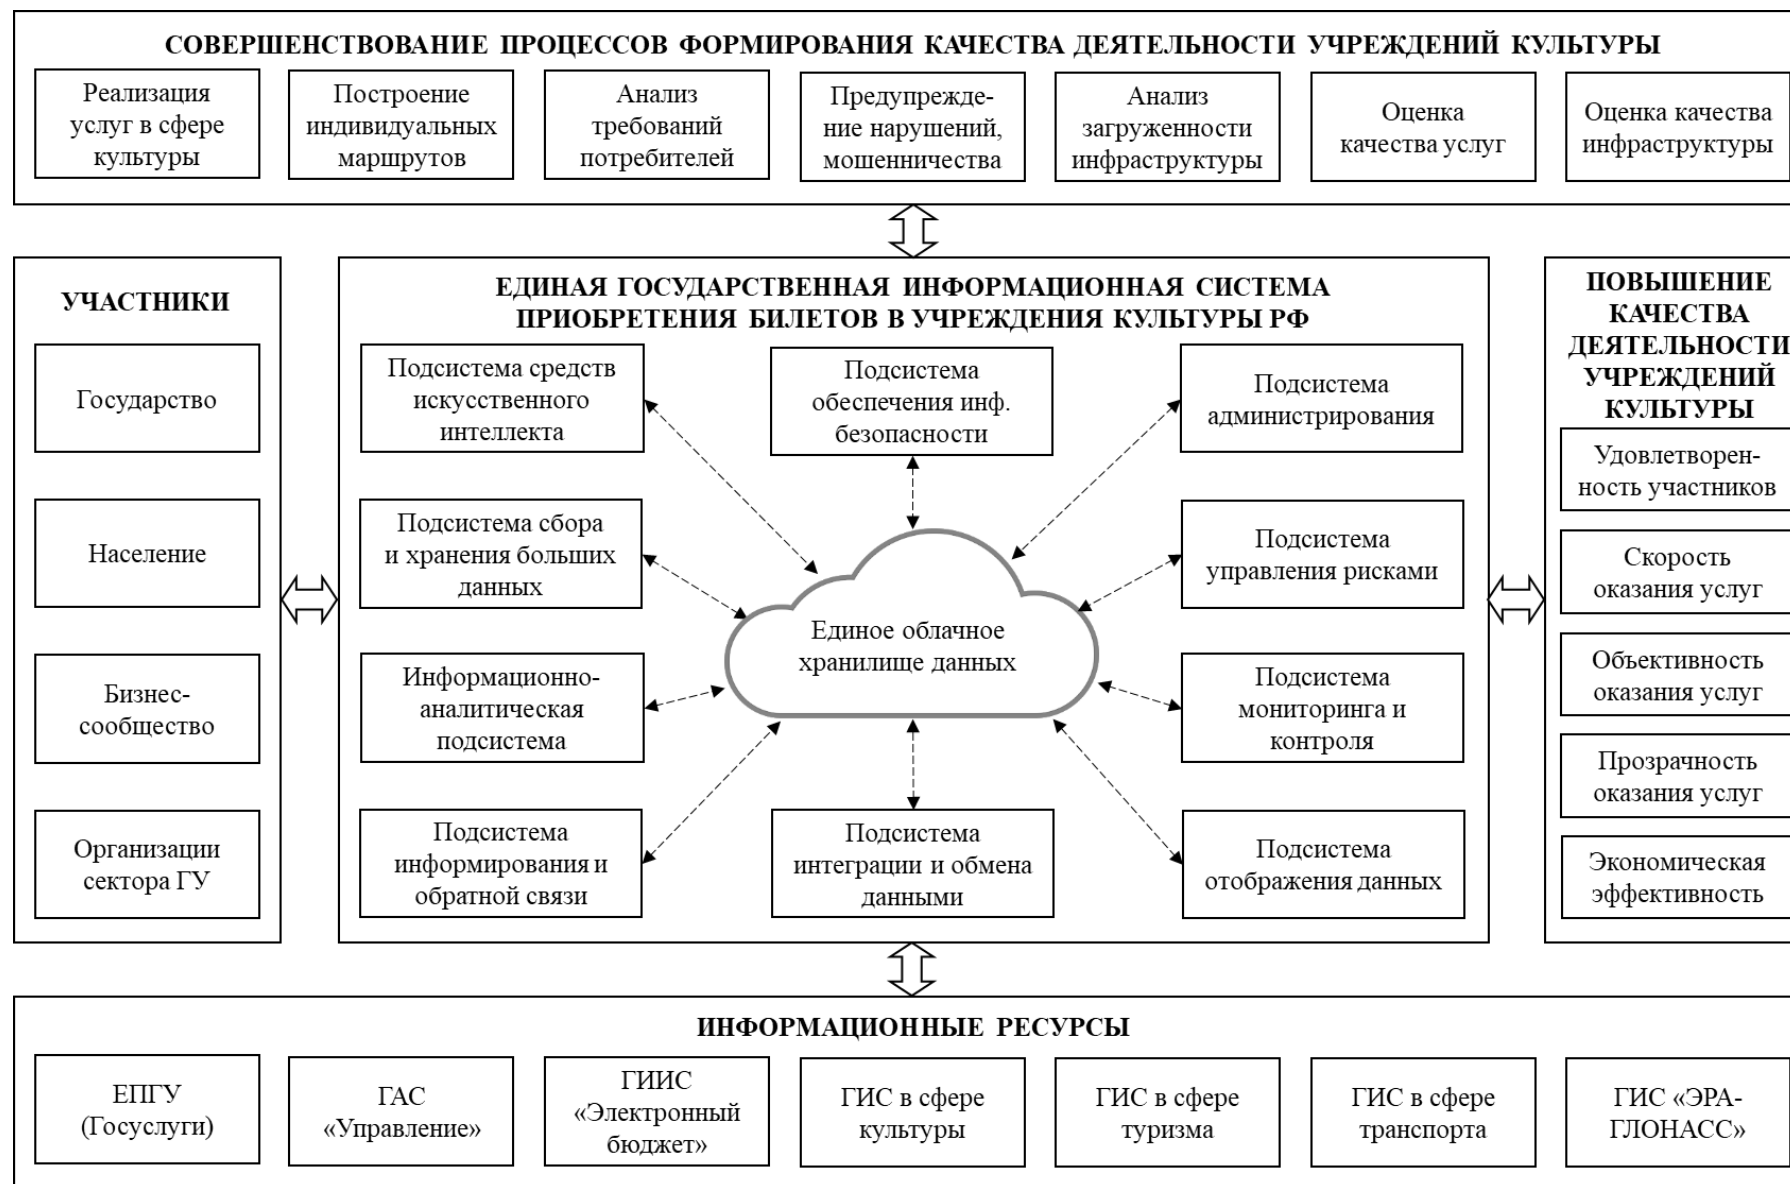 СОВЕРШЕНСТВОВАНИЕ ПРОЦЕССОВ ФОРМИРОВАНИЯ КАЧЕСТВА ДЕЯТЕЛЬНОСТИ УЧРЕЖДЕНИЙ КУЛЬТУРЫ
Реализация
услуг в сфере
культуры
Построение
индивидуальных
маршрутов
Анализ
требований
потребителей
Предупрежде-
ние нарушений,
мошенничества
Анализ
загруженности
инфраструктуры
Оценка
качества услуг
Оценка качества
инфраструктуры
УЧАСТНИКИ
Государство
Население
Бизнес-
сообщество
Организации
сектора ГУ
ЕДИНАЯ ГОСУДАРСТВЕННАЯ ИНФОРМАЦИОННАЯ СИСТЕМА
ПРИОБРЕТЕНИЯ БИЛЕТОВ В УЧРЕЖДЕНИЯ КУЛЬТУРЫ РФ
Подсистема средств
искусственного
интеллекта
Подсистема
обеспечения инф.
безопасности
Подсистема
администрирования
Подсистема сбора
и хранения больших
данных
Подсистема
управления рисками
Единое облачное
хранилище данных
Информационно-
аналитическая
подсистема
Подсистема
мониторинга и
контроля
Подсистема
информирования и
обратной связи
Подсистема
интеграции и обмена
данными
Подсистема
отображения данных
ПОВЫШЕНИЕ
КАЧЕСТВА
ДЕЯТЕЛЬНОСТИ
УЧРЕЖДЕНИЙ
КУЛЬТУРЫ
Удовлетворен-
ность участников
Скорость
оказания услуг
Объективность
оказания услуг
Прозрачность
оказания услуг
Экономическая
эффективность
ИНФОРМАЦИОННЫЕ РЕСУРСЫ
ЕПГУ
(Госуслуги)
ГАС
«Управление»
ГИИС
«Электронный
бюджет»
ГИС в сфере
культуры
ГИС в сфере
туризма
ГИС в сфере
транспорта
ГИС «ЭРА-
ГЛОНАСС»